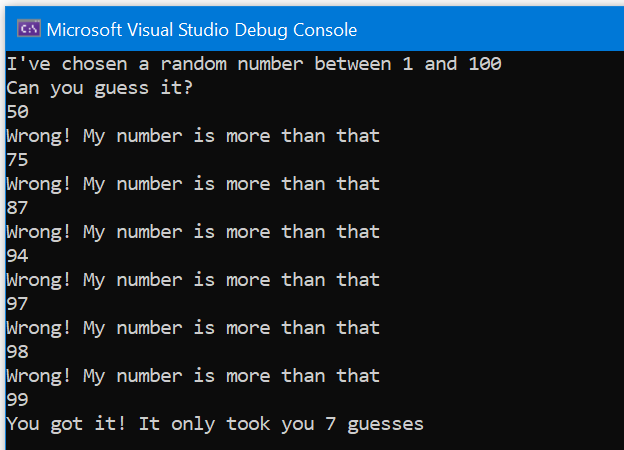 C:\
Microsoft Visual Studio Debug Console
I've chosen a random number between 1 and 100
Can you guess it?
50
Wrong! My number is more than that
75
Wrong! My number is more than that
87
Wrong! My number is more than that
94
Wrong! My number is more than that
97
Wrong! My number is more than that
98
Wrong! My number is more than that
99
You got it! It only took you 7 guesses